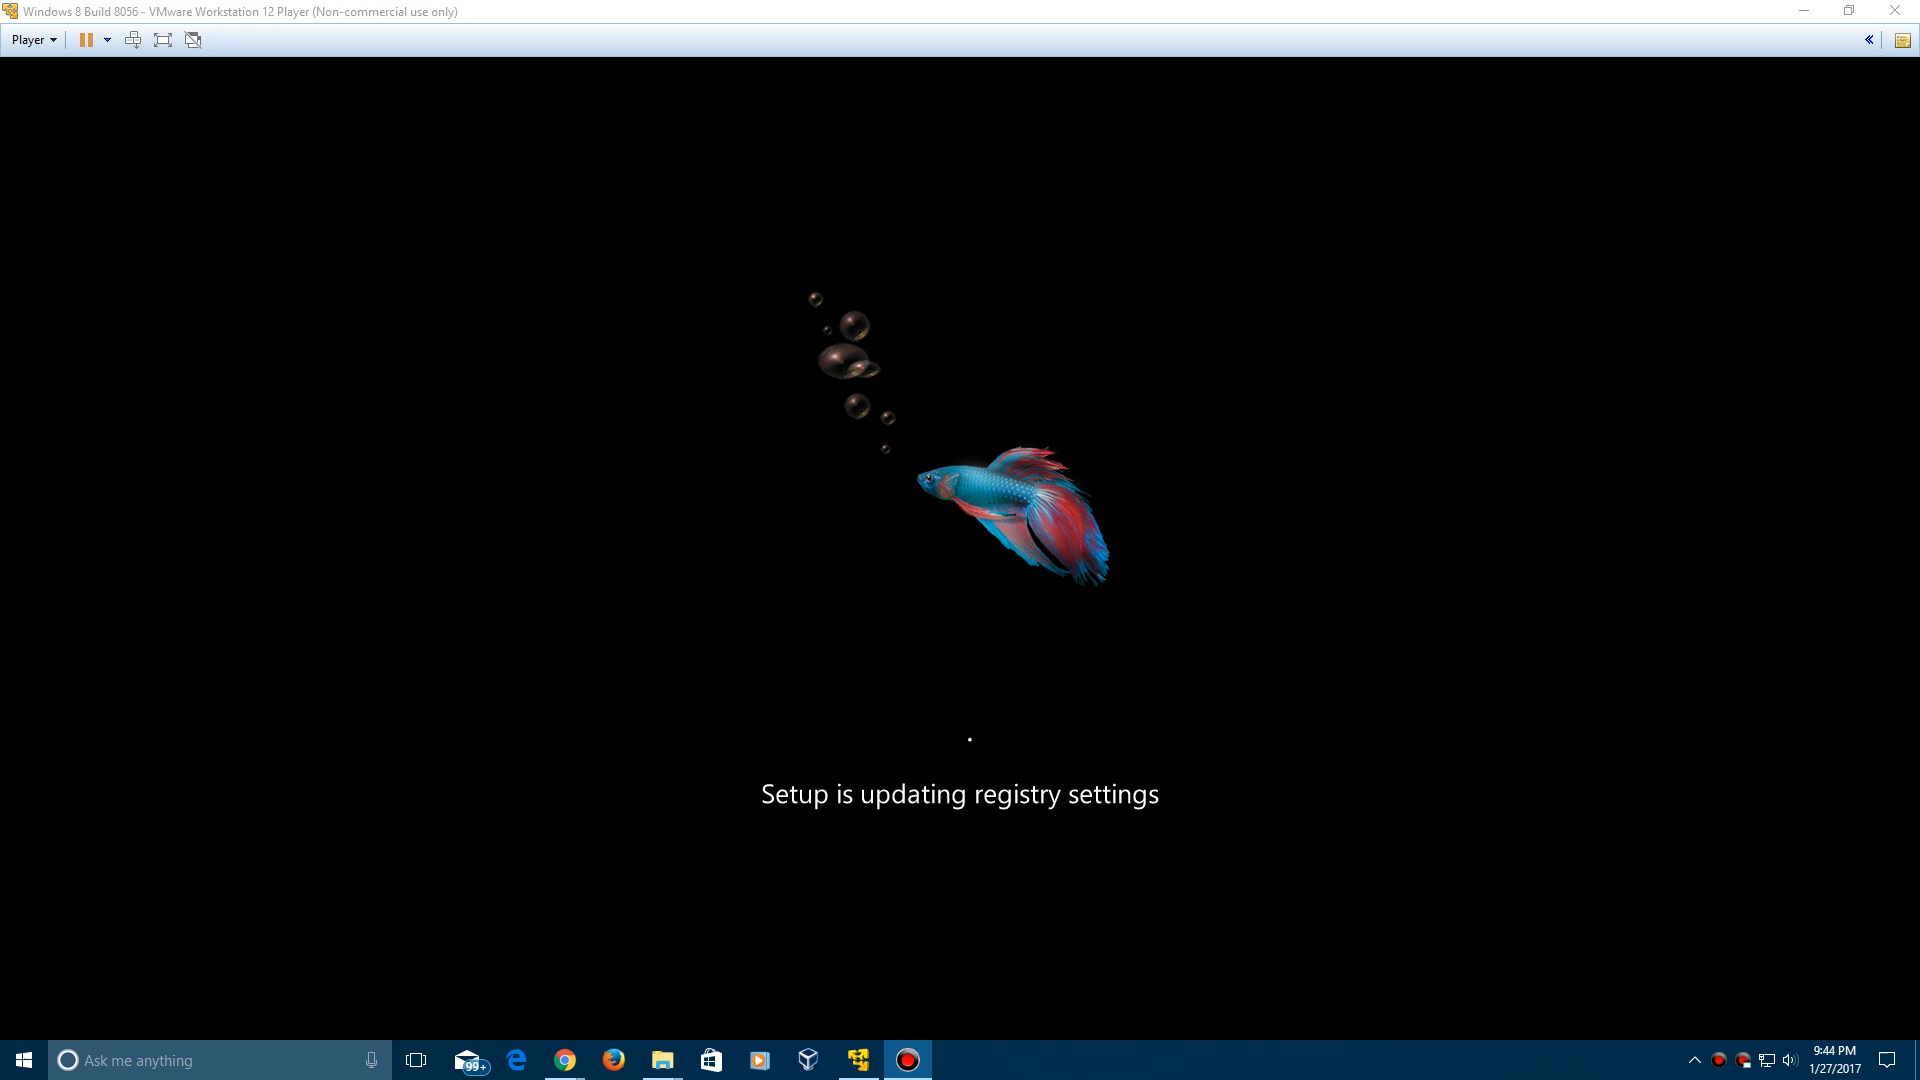 Windows 8 Build 8056 - VMware Workstation 12 Player (Non-commercial use only)
Player
Setup is updating registry settings
Ask me anything
99+
9:44 PM
1/27/2017